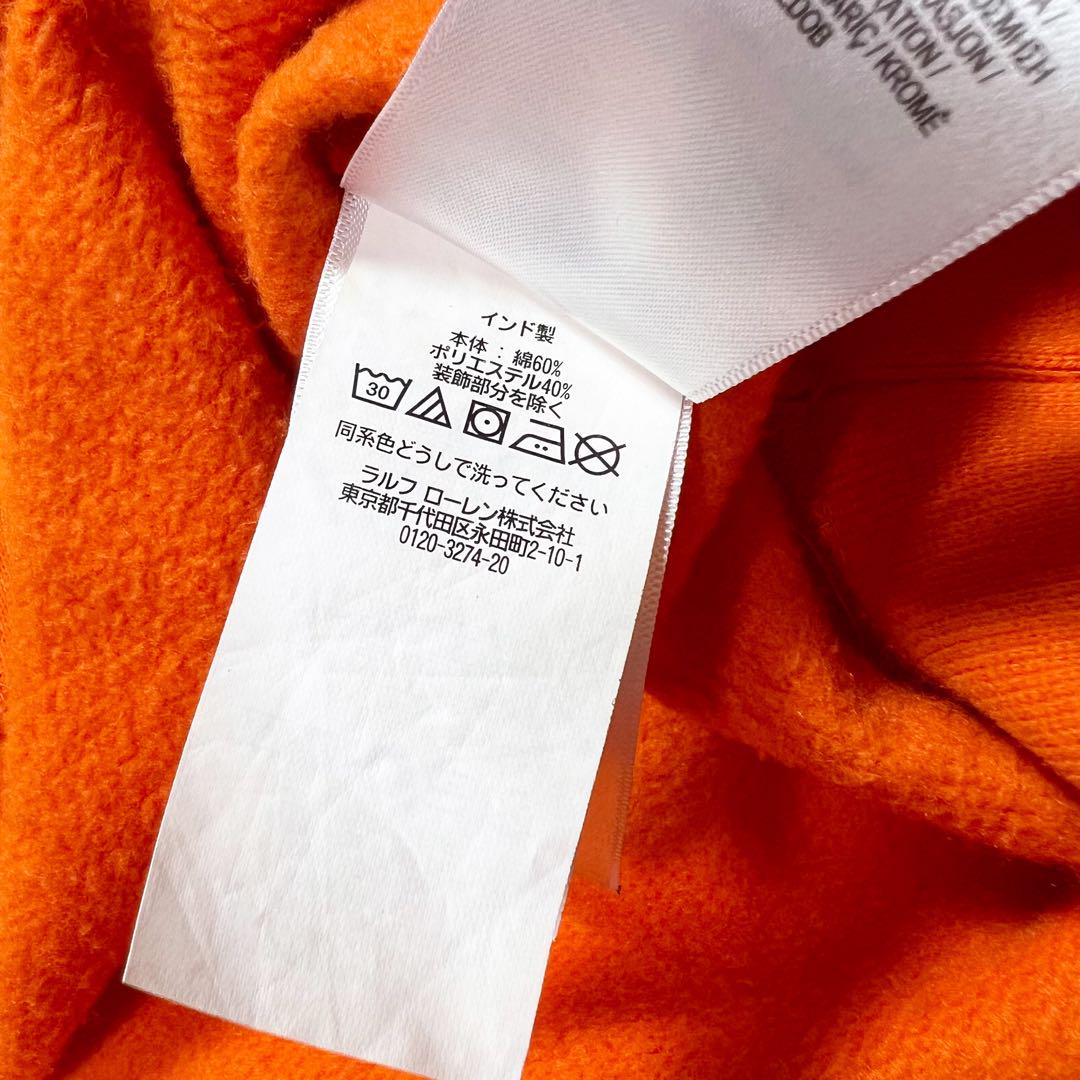 インド製
本体：綿60%
ポリエステル40%
装飾部分を除く
30
同系色どうしで洗ってください
ラルフ ローレン株式会社
東京都千代田区永田町2-10-1
0120-3274-20
ARIÇ / KROMĚ